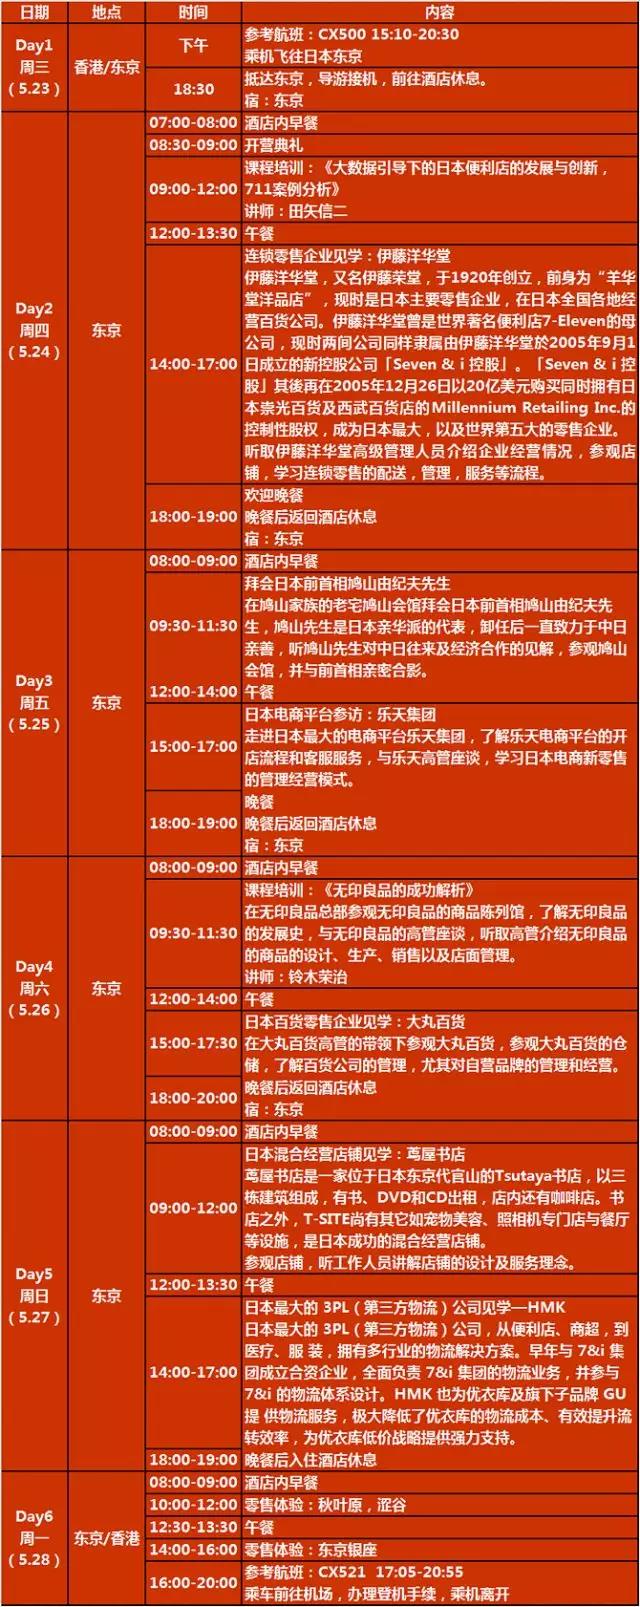 日期 地点 时间 内容
Day1
周三
（5.23）
香港/东京
下午
参考航班：CX500 15:10-20:30
乘机飞往日本东京
18:30
抵达东京，导游接机，前往酒店休息。
宿：东京
Day2
周四
（5.24）
东京
07:00-08:00 酒店内早餐
08:30-09:00 开营典礼
09:00-12:00
课程培训：《大数据引导下的日本便利店的发展与创新，
711案例分析》
讲师：田矢信二
12:00-13:30 午餐
14:00-17:00
连锁零售企业见学：伊藤洋华堂
伊藤洋华堂，又名伊藤荣堂，于1920年创立，前身为“羊华
堂洋品店”，现时是日本主要零售企业，在日本全国各地经
营百货公司。伊藤洋华堂曾是世界著名便利店7-Eleven的母
公司，现时两间公司同样隶属由伊藤洋华堂於2005年9月1
日成立的新控股公司「Seven & i 控股」。「Seven & i 控
股」其後再在2005年12月26日以20亿美元购买同时拥有日
本崇光百货及西武百货店的Millennium Retailing Inc.的
控制性股权，成为日本最大，以及世界第五大的零售企业。
听取伊藤洋华堂高级管理人员介绍企业经营情况，参观店
铺，学习连锁零售的配送，管理，服务等流程。
18:00-19:00
欢迎晚餐
晚餐后返回酒店休息
宿：东京
Day3
周五
（5.25）
东京
08:00-09:00 酒店内早餐
09:30-11:30
拜会日本前首相鸠山由纪夫先生
在鸠山家族的老宅鸠山会馆拜会日本前首相鸠山由纪夫先
生，鸠山先生是日本亲华派的代表，卸任后一直致力于中日
亲善，听鸠山先生对中日往来及经济合作的见解，参观鸠山
会馆，并与前首相亲密合影。
12:00-14:00 午餐
15:00-17:00
日本电商平台参访：乐天集团
走进日本最大的电商平台乐天集团，了解乐天电商平台的开
店流程和客服服务，与乐天高管座谈，学习日本电商新零售
的管理经营模式。
18:00-19:00
晚餐
晚餐后返回酒店休息
宿：东京
Day4
周六
（5.26）
东京
08:00-09:00 酒店内早餐
09:30-11:30
课程培训：《无印良品的成功解析》
在无印良品总部参观无印良品的商品陈列馆，了解无印良品
的发展史，与无印良品的高管座谈，听取高管介绍无印良品
的商品的设计、生产、销售以及店面管理。
讲师：铃木荣治
12:00-14:00 午餐
15:00-17:30
日本百货零售企业见学：大丸百货
在大丸百货高管的带领下参观大丸百货，参观大丸百货的仓
储，了解百货公司的管理，尤其对自营品牌的管理和经营。
18:00-20:00
晚餐后返回酒店休息
宿：东京
Day5
周日
（5.27）
东京
08:00-09:00 酒店内早餐
09:00-12:00
日本混合经营店铺见学：茑屋书店
茑屋书店是一家位于日本东京代官山的Tsutaya书店，以三
栋建筑组成，有书、DVD和CD出租，店内还有咖啡店。书
店之外，T-SITE尚有其它如宠物美容、照相机专门店与餐厅
等设施，是日本成功的混合经营店铺。
参观店铺，听工作人员讲解店铺的设计及服务理念。
12:00-13:30 午餐
14:00-17:00
日本最大的 3PL（第三方物流）公司见学—HMK
日本最大的 3PL（第三方物流）公司，从便利店、商超，到
医疗、服 装，拥有多行业的物流解决方案。早年与 7&i 集
团成立合资企业，全面负责 7&i 集团的物流业务，并参与
7&i 的物流体系设计。HMK 也为优衣库及旗下子品牌 GU
提 供物流服务，极大降低了优衣库的物流成本、有效提升流
转效率，为优衣库低价战略提供强力支持。
18:00-19:00 晚餐后入住酒店休息
Day6
周一
（5.28）
东京/香港
08:00-09:00 酒店内早餐
10:00-12:00 零售体验：秋叶原，涩谷
12:30-13:30 午餐
14:00-16:00 零售体验：东京银座
16:00-20:00
参考航班：CX521 17:05-20:55
乘车前往机场，办理登机手续，乘机离开